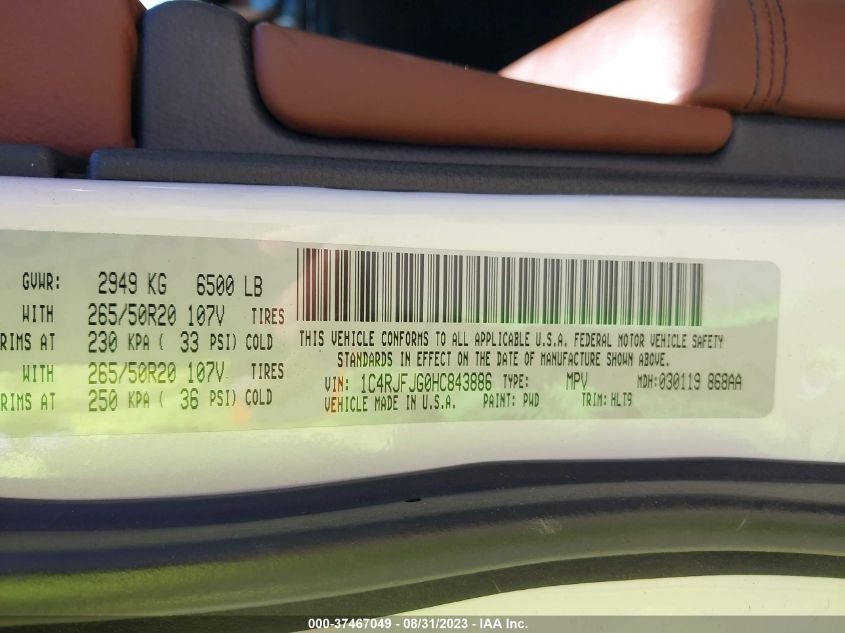 GVWR: 2949 KG 6500 LB
WITH 265/50R20 107V TIRES
RIMS AT 230 KPA ( 33 PSI) COLD
WITH 265/50R20 107V TIRES
RIMS AT 250 KPA ( 36 PSI) COLD
THIS VEHICLE CONFORMS TO ALL APPLICABLE U.S.A. FEDERAL MOTOR VEHICLE SAFETY
STANDARDS IN EFFECT ON THE DATE OF MANUFACTURE SHOWN ABOVE.
VIN: 1C4RJFJG0HC843886 TYPE: MPV MDH:030119 868AA
VEHICLE MADE IN U.S.A. PAINT: PWD TRIM: HLT9
000-37467049 - 08/31/2023 - IAA Inc.